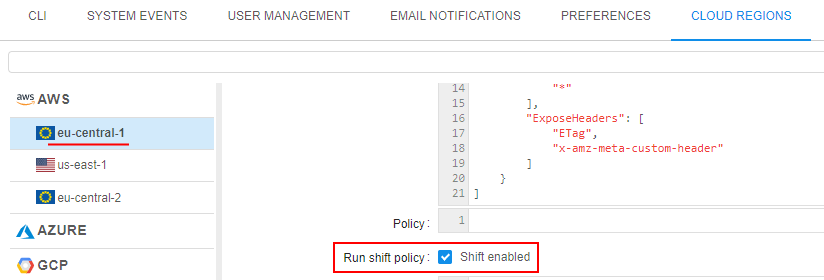 CLI SYSTEM EVENTS USER MANAGEMENT EMAIL NOTIFICATIONS PREFERENCES CLOUD REGIONS
aws AWS
eu-central-1
us-east-1
eu-central-2
AZURE
GCP
14 "*"
15 ],
16 "ExposeHeaders": [
17 "ETag",
18 "x-amz-meta-custom-header"
19 ]
20 }
21 ]
Policy: 1
Run shift policy: Shift enabled